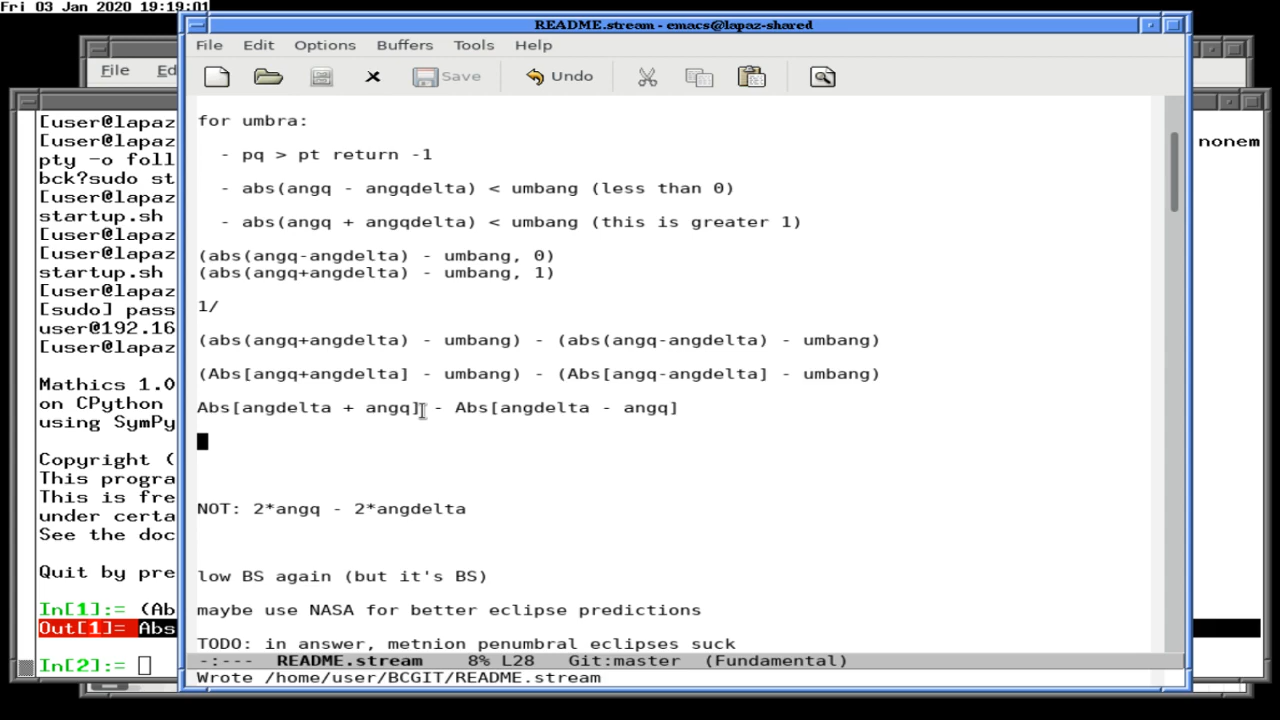 Fri 03 Jan 2020 19:19:01
README.stream - emacs@lapaz-shared
File Edit Options Buffers Tools Help
Save Undo
for umbra:
- pq > pt return -1
- abs(angq - angqdelta) < umbang (less than 0)
- abs(angq + angqdelta) < umbang (this is greater 1)
(abs(angq-angdelta) - umbang, 0)
(abs(angq+angdelta) - umbang, 1)
1/
(abs(angq+angdelta) - umbang) - (abs(angq-angdelta) - umbang)
(Abs[angq+angdelta] - umbang) - (Abs[angq-angdelta] - umbang)
Abs[angdelta + angq] - Abs[angdelta - angq]
NOT: 2*angq - 2*angdelta
low BS again (but it's BS)
maybe use NASA for better eclipse predictions
TODO: in answer, metnion penumbral eclipses suck
-:--- README.stream 8% L28 Git:master (Fundamental)
Wrote /home/user/BCGIT/README.stream
File Ed
[user@lapaz
[user@lapaz nonem
pty -o foll
bck?sudo st
[user@lapaz
startup.sh
[user@lapaz
[user@lapaz
startup.sh
[user@lapaz
[sudo] pass
user@192.16
[user@lapaz
Mathics 1.0
on CPython
using SymPy
Copyright (
This progra
This is fre
under certa
See the doc
Quit by pre
In[1]:= (Ab
Out[1]= Abs
In[2]:=